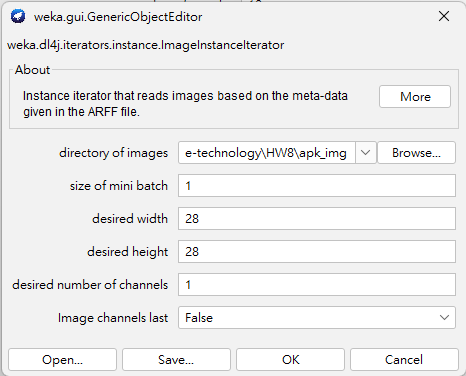 weka.gui.GenericObjectEditor
weka.dl4j.iterators.instance.ImageInstanceIterator
About
Instance iterator that reads images based on the meta-data
given in the ARFF file.
More
directory of images e-technology\HW8\apk_img Browse...
size of mini batch 1
desired width 28
desired height 28
desired number of channels 1
Image channels last False
Open... Save... OK Cancel